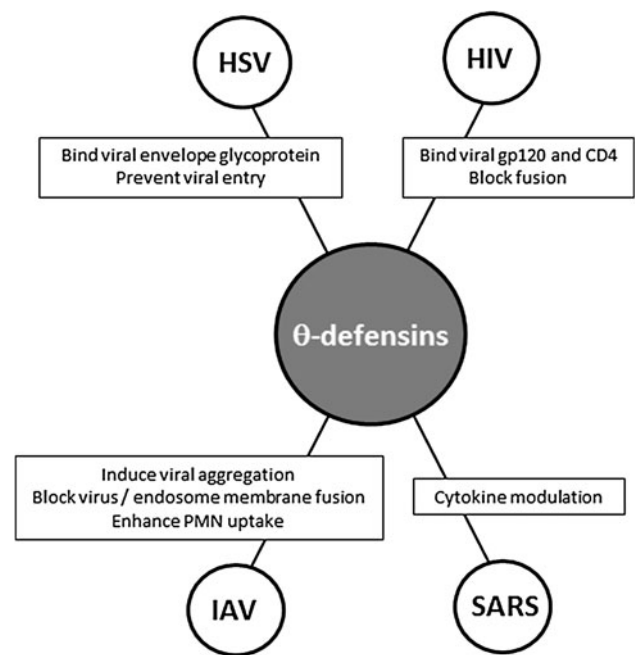 HSV
HIV
Bind viral envelope glycoprotein
Prevent viral entry
Bind viral gp120 and CD4
Block fusion
θ-defensins
Induce viral aggregation
Block virus / endosome membrane fusion
Enhance PMN uptake
Cytokine modulation
IAV
SARS